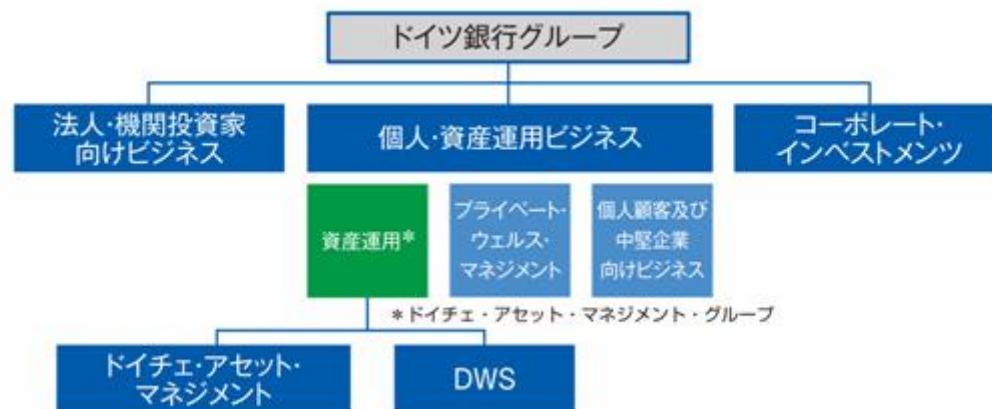 ドイツ銀行グループ
法人・機関投資家
向けビジネス
個人・資産運用ビジネス
コーポレート・
インベストメンツ
資産運用*
プライベート・
ウェルス・
マネジメント
個人顧客及び
中堅企業
向けビジネス
*ドイチェ・アセット・マネジメント・グループ
ドイチェ・アセット・
マネジメント
DWS